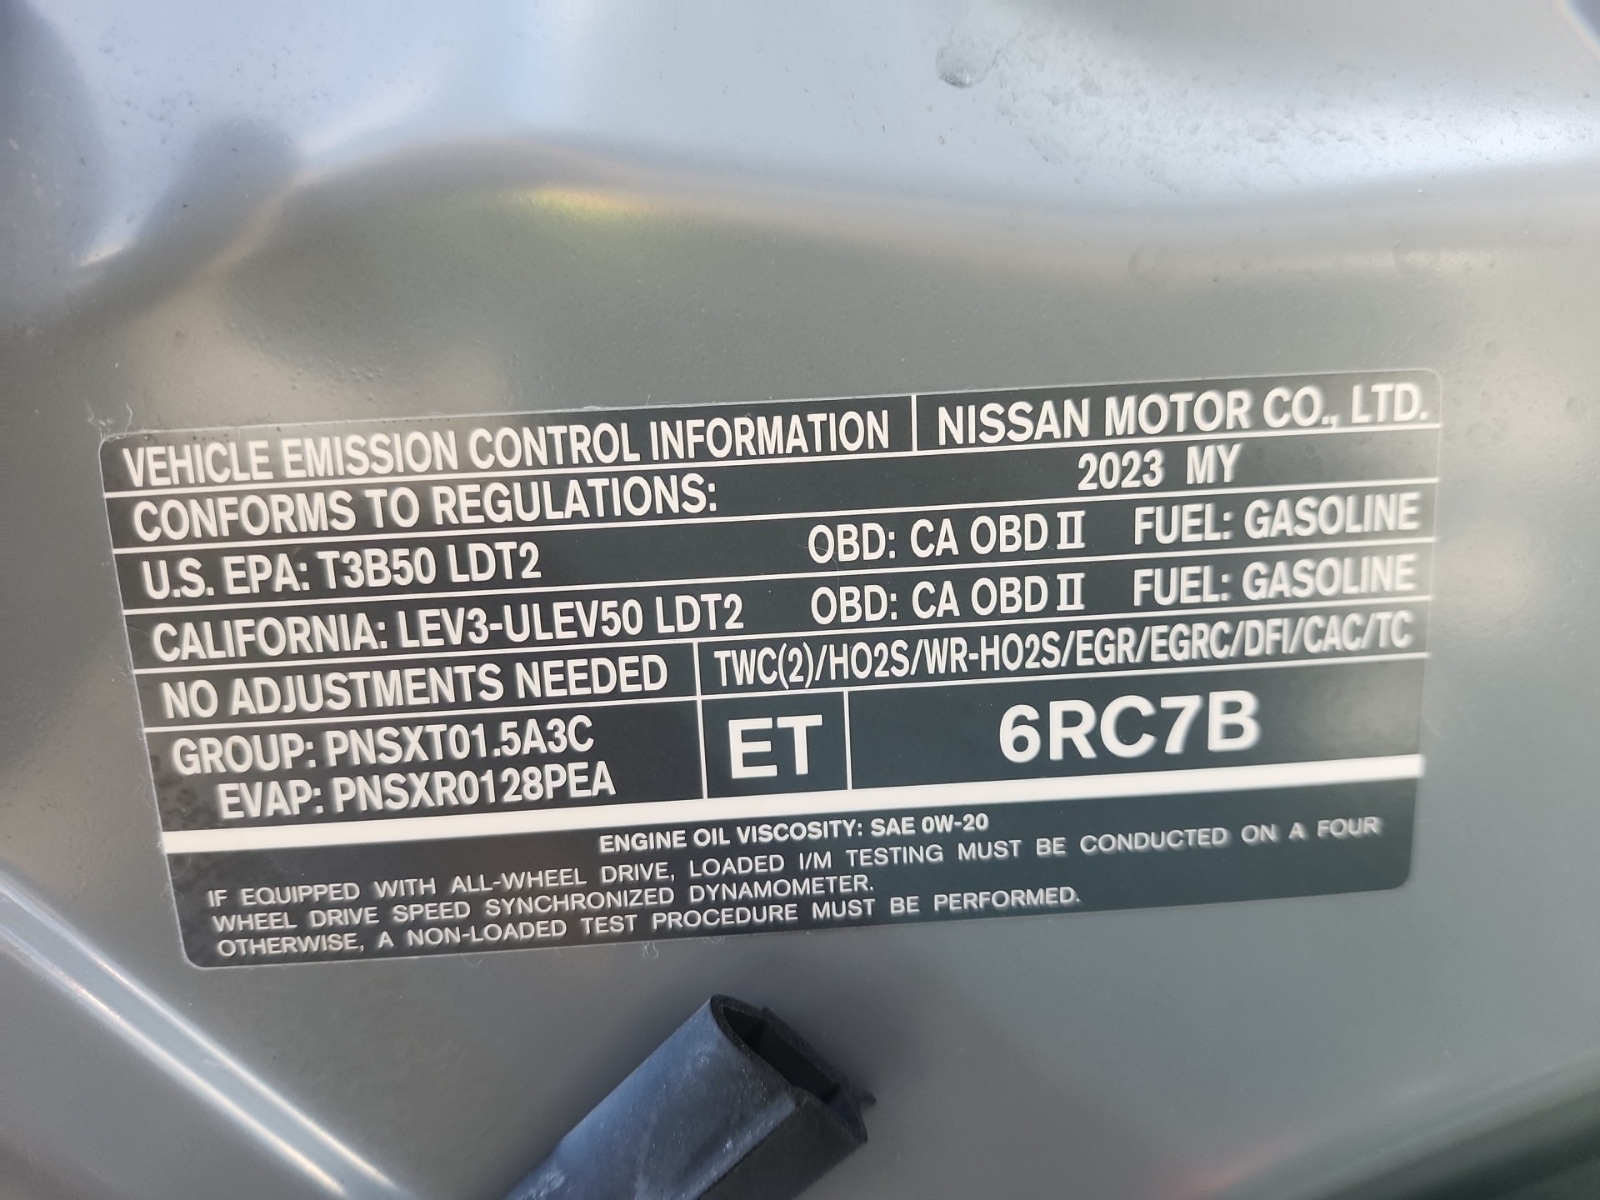 VEHICLE EMISSION CONTROL INFORMATION NISSAN MOTOR CO., LTD.
CONFORMS TO REGULATIONS: 2023 MY
U.S. EPA: T3B50 LDT2 OBD: CA OBD II FUEL: GASOLINE
CALIFORNIA: LEV3-ULEV50 LDT2 OBD: CA OBD II FUEL: GASOLINE
NO ADJUSTMENTS NEEDED TWC(2)/HO2S/WR-HO2S/EGR/EGRC/DFI/CAC/TC
GROUP: PNSXT01.5A3C ET 6RC7B
EVAP: PNSXR0128PEA
ENGINE OIL VISCOSITY: SAE 0W-20
IF EQUIPPED WITH ALL-WHEEL DRIVE, LOADED I/M TESTING MUST BE CONDUCTED ON A FOUR
WHEEL DRIVE SPEED SYNCHRONIZED DYNAMOMETER.
OTHERWISE, A NON-LOADED TEST PROCEDURE MUST BE PERFORMED.